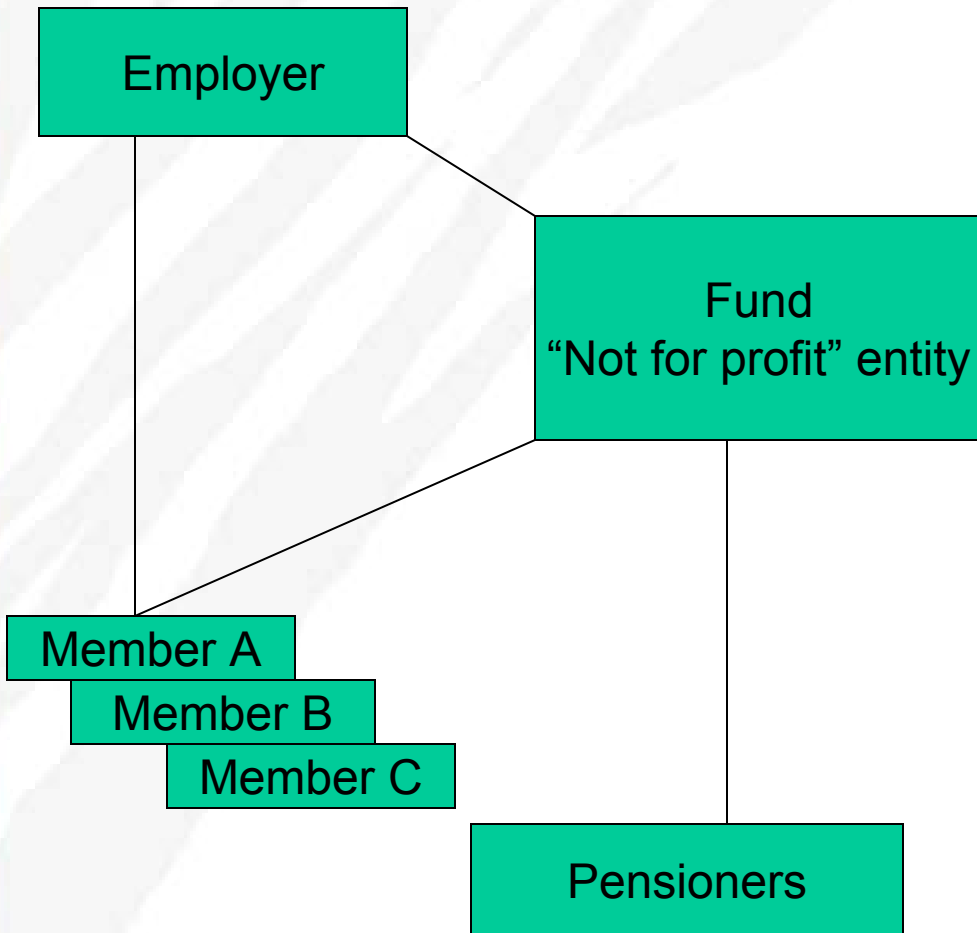 Employer
Fund
“Not for profit” entity
Member A
Member B
Member C
Pensioners